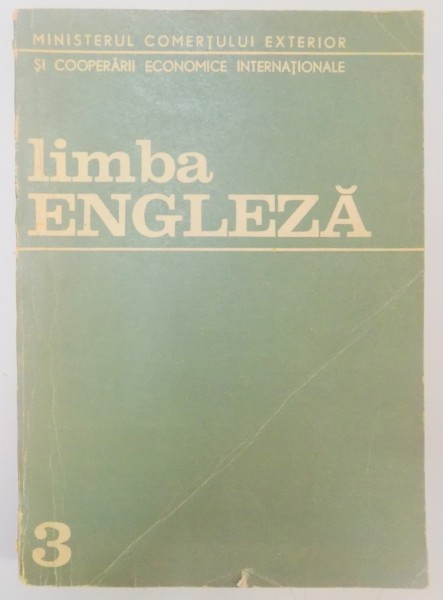 MINISTERUL COMERȚULUI EXTERIOR
ȘI COOPERĂRII ECONOMICE INTERNAȚIONALE
limba
ENGLEZĂ
3